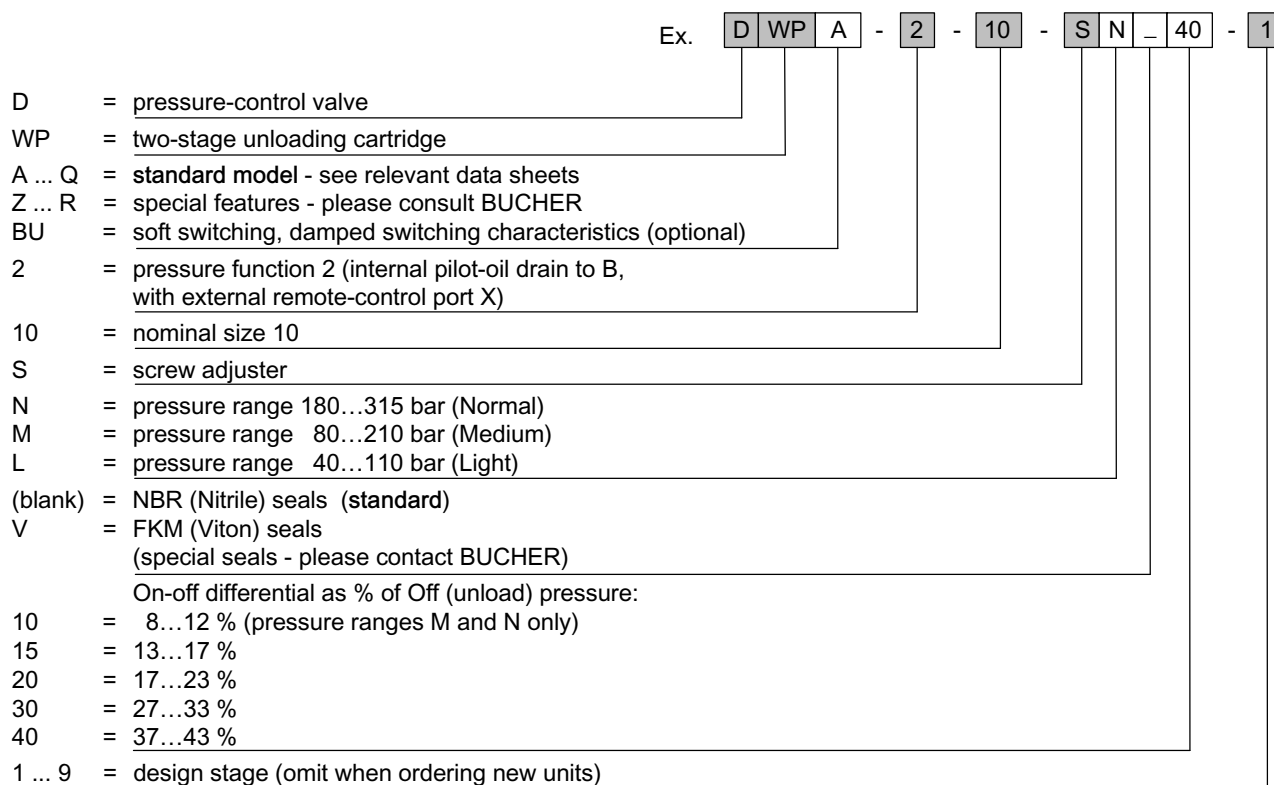 Ex. D WP A - 2 - 10 - S N _ 40 - 1
D = pressure-control valve
WP = two-stage unloading cartridge
A ... Q = standard model - see relevant data sheets
Z ... R = special features - please consult BUCHER
BU = soft switching, damped switching characteristics (optional)
2 = pressure function 2 (internal pilot-oil drain to B,
with external remote-control port X)
10 = nominal size 10
S = screw adjuster
N = pressure range 180…315 bar (Normal)
M = pressure range 80…210 bar (Medium)
L = pressure range 40…110 bar (Light)
(blank) = NBR (Nitrile) seals (standard)
V = FKM (Viton) seals
(special seals - please contact BUCHER)
On-off differential as % of Off (unload) pressure:
10 = 8…12 % (pressure ranges M and N only)
15 = 13…17 %
20 = 17…23 %
30 = 27…33 %
40 = 37…43 %
1 ... 9 = design stage (omit when ordering new units)